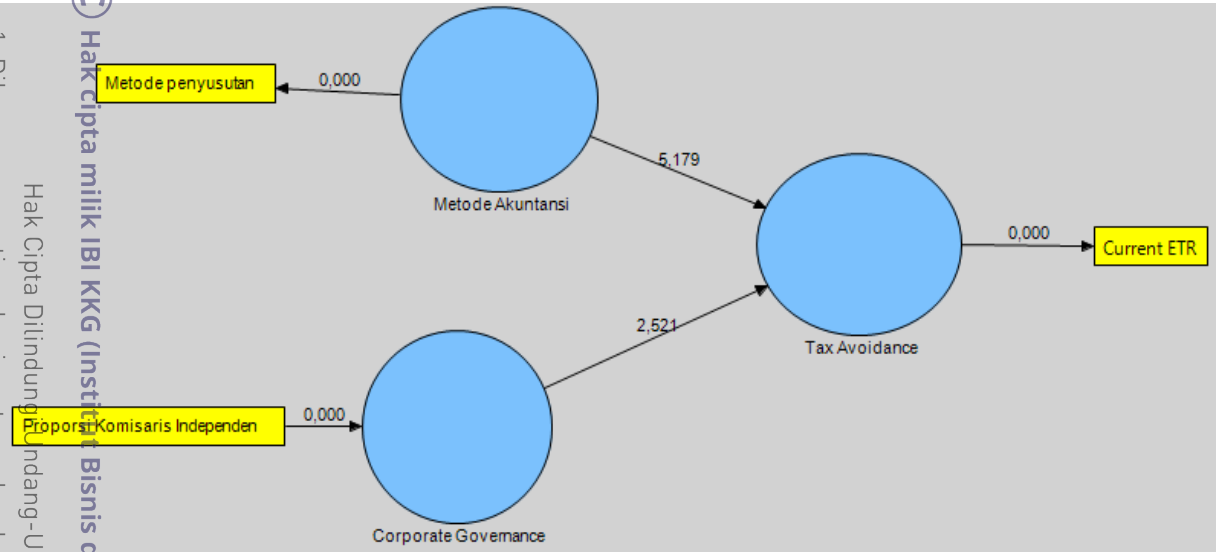 Metode penyusutan
0,000
Metode Akuntansi
5,179
Tax Avoidance
0,000
Current ETR
2,521
Proporsi Komisaris Independen
0,000
Corporate Governance
Hak cipta milik IBI KKG (Institut Bisnis d
Hak Cipta Dilindungi Undang-U